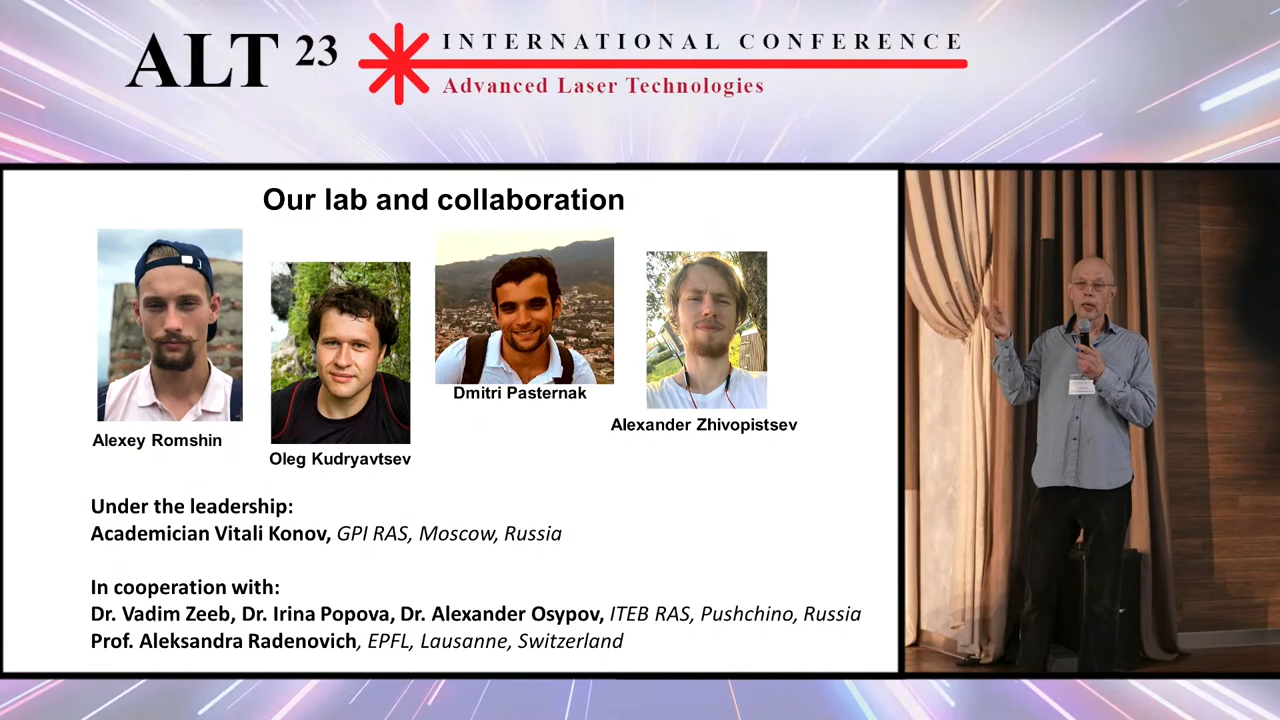 ALT 23
INTERNATIONAL CONFERENCE
Advanced Laser Technologies
Our lab and collaboration
Alexey Romshin
Oleg Kudryavtsev
Dmitri Pasternak
Alexander Zhivopistsev
Under the leadership:
Academician Vitali Konov, GPI RAS, Moscow, Russia
In cooperation with:
Dr. Vadim Zeeb, Dr. Irina Popova, Dr. Alexander Osypov, ITEB RAS, Pushchino, Russia
Prof. Aleksandra Radenovich, EPFL, Lausanne, Switzerland